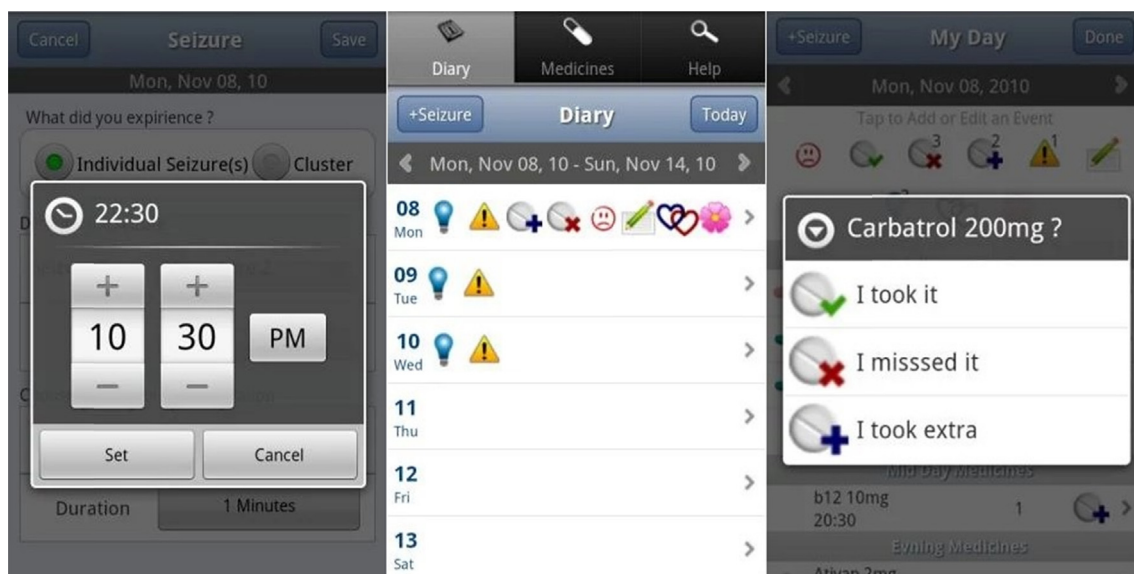 Cancel
Seizure
Save
Mon, Nov 08, 10
What did you expirience ?
Individual Seizure(s)
Cluster
22:30
+
+
10
30
PM
Set
Cancel
Duration
1 Minutes
Diary
Medicines
Help
+Seizure
Diary
Today
Mon, Nov 08, 10 - Sun, Nov 14, 10
08
Mon
09
Tue
10
Wed
11
Thu
12
Fri
13
Sat
+Seizure
My Day
Done
Mon, Nov 08, 2010
Tap to Add or Edit an Event
3
2
1
Carbatrol 200mg ?
I took it
I misssed it
I took extra
Mid Day Medicines
b12 10mg
1
20:30
Evning Medicines
Ativan 2mg